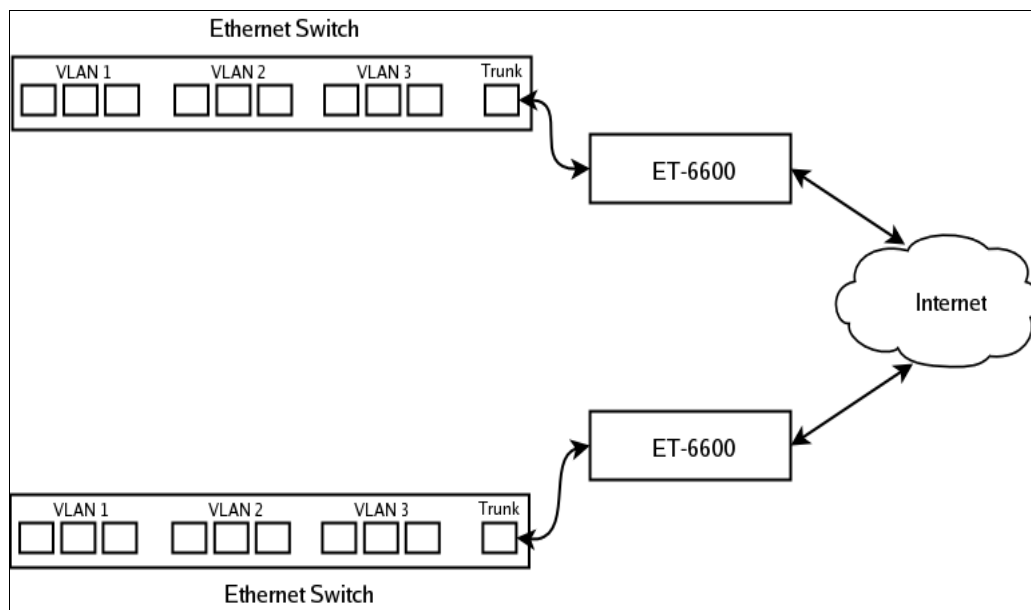 Ethernet Switch
VLAN 1 VLAN 2 VLAN 3 Trunk
ET-6600
Internet
ET-6600
VLAN 1 VLAN 2 VLAN 3 Trunk
Ethernet Switch